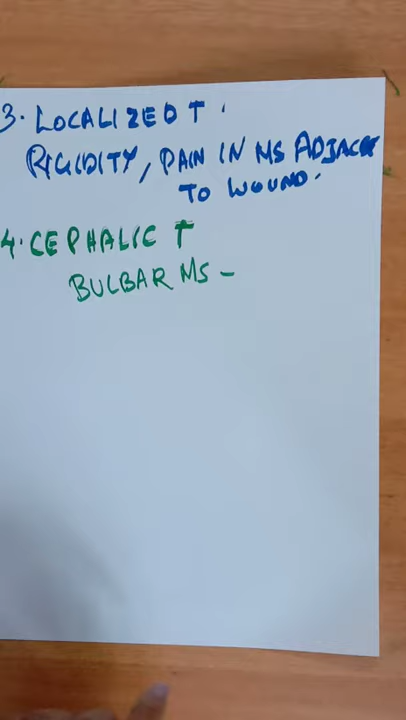 3. LOCALIZED T.
RIGIDITY, PAIN IN MS ADJACENT
TO WOUND.
4. CEPHALIC T
BULBAR MS -